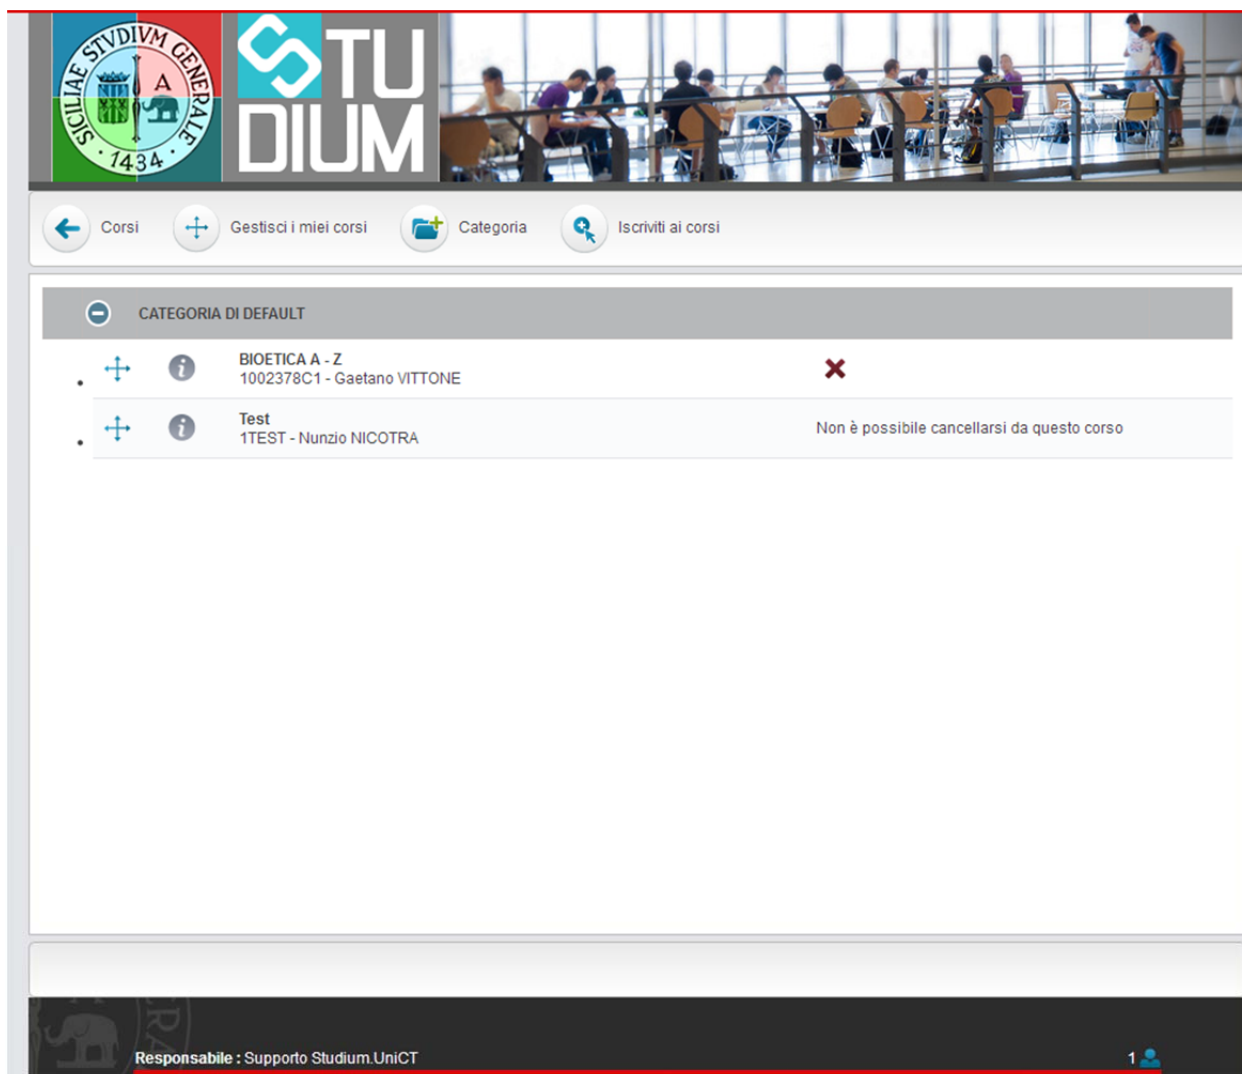 SICILIAE STVDIVM GENERALE
A
· 1434 ·
STU
DIUM
Corsi
Gestisci i miei corsi
Categoria
Iscriviti ai corsi
CATEGORIA DI DEFAULT
BIOETICA A - Z
1002378C1 - Gaetano VITTONE
Test
1TEST - Nunzio NICOTRA
Non è possibile cancellarsi da questo corso
Responsabile : Supporto Studium.UniCT
1